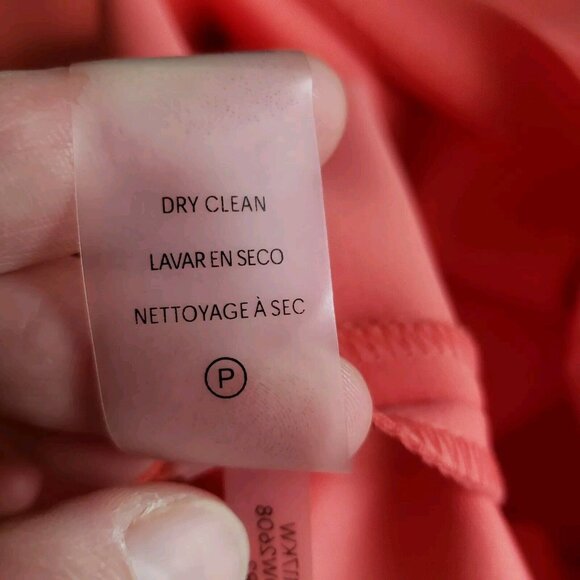 DRY CLEAN
LAVAR EN SECO
NETTOYAGE À SEC
P